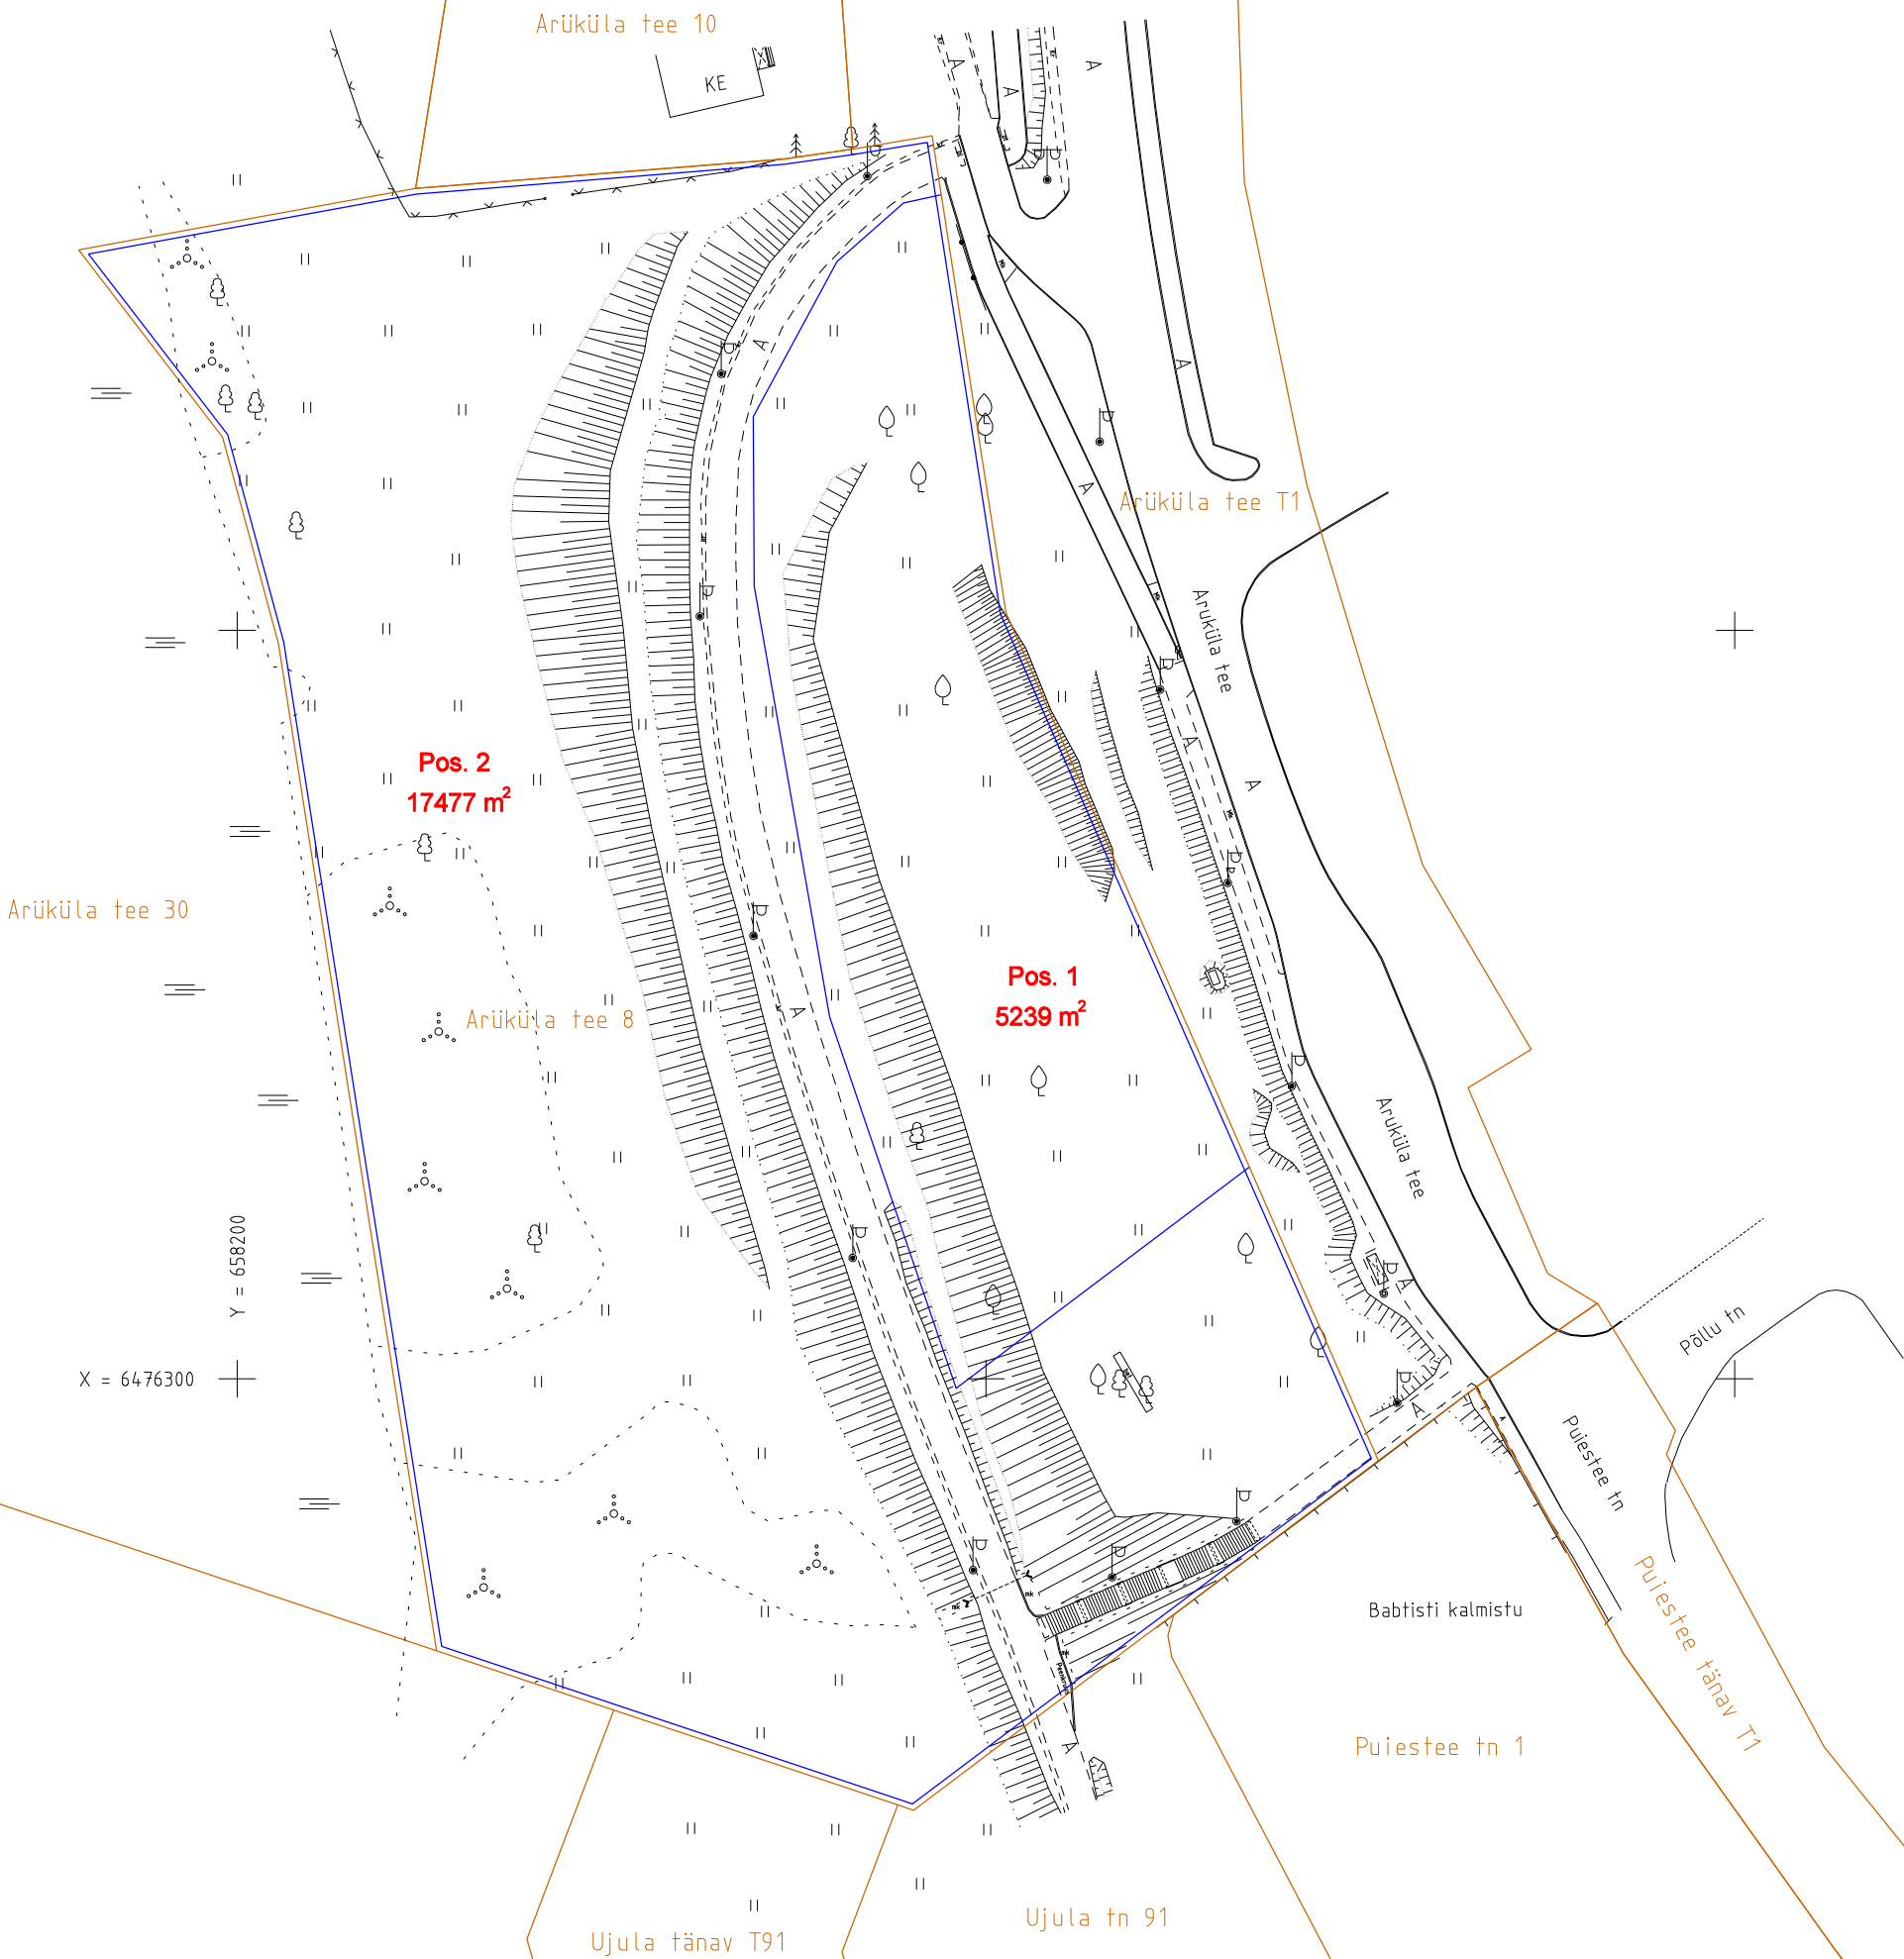 Arüküla tee 10
KE
Arüküla tee T1
Aruküla tee
Pos. 2
17477 m²
Arüküla tee 30
Pos. 1
5239 m²
Arüküla tee 8
Aruküla tee
Y = 658200
X = 6476300
Põllu tn
Puiestee tn
Babtisti kalmistu
Puiestee tänav T1
Puiestee tn 1
Ujula tn 91
Ujula tänav T91